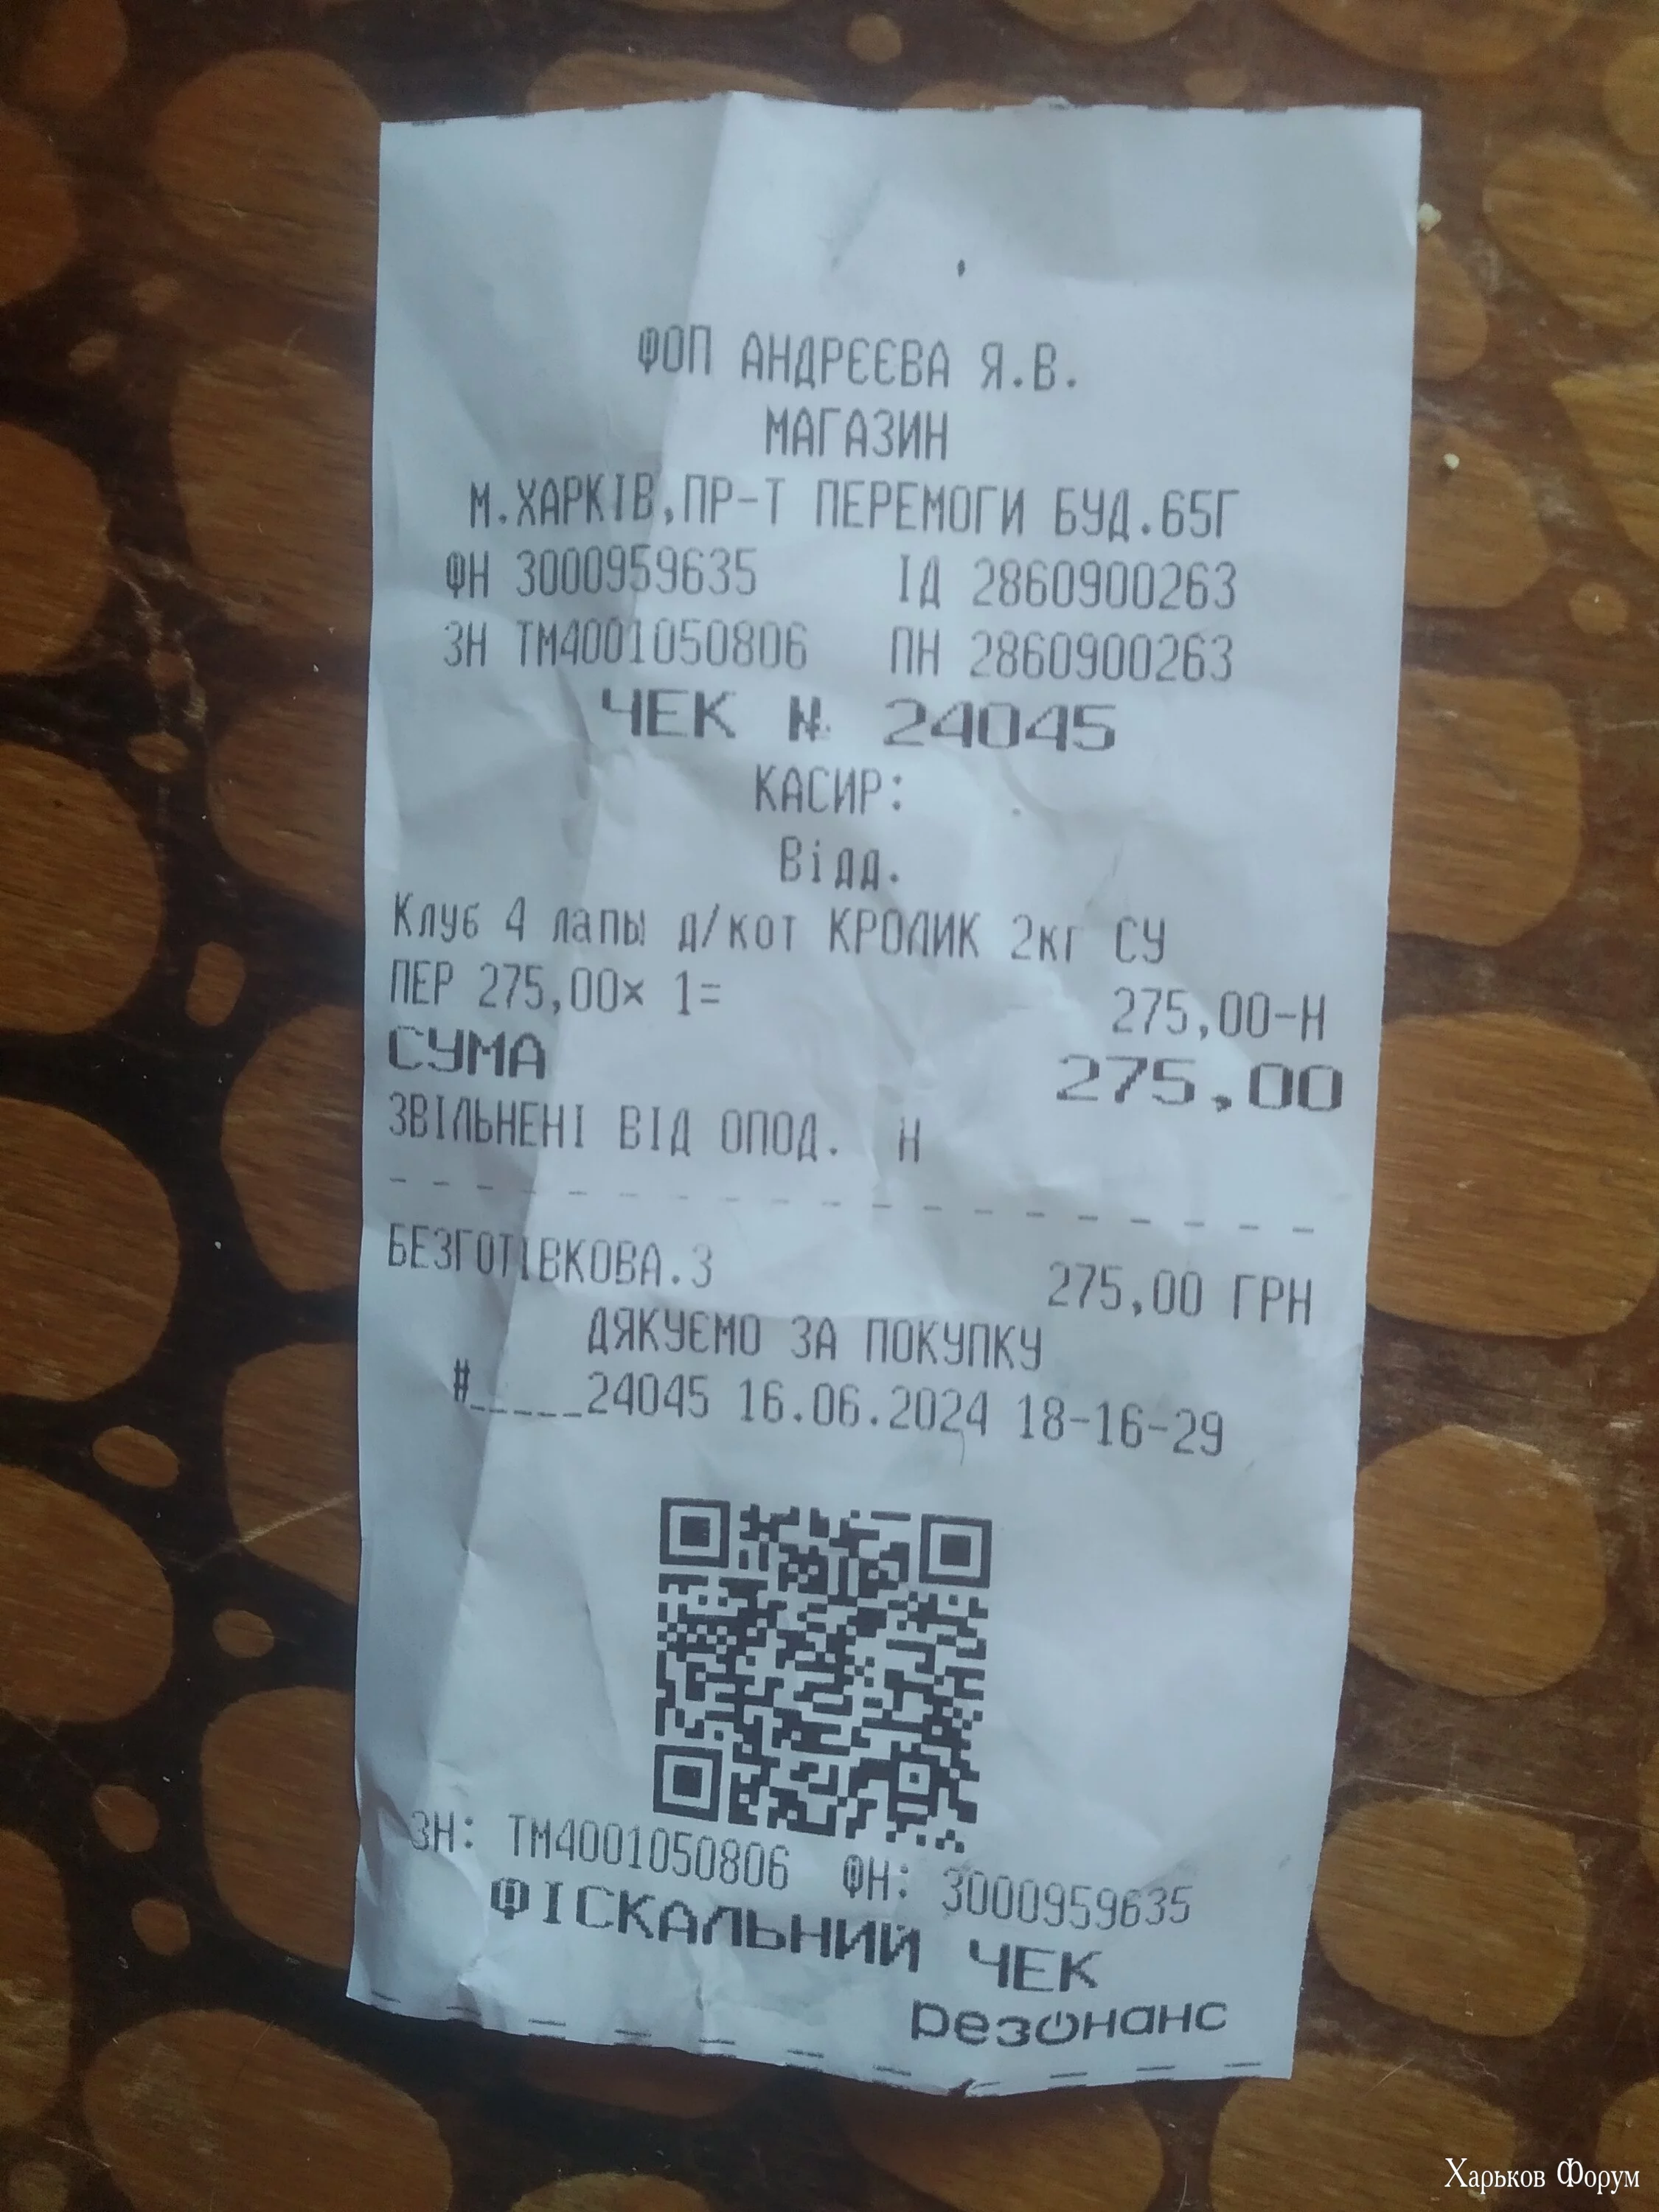 ФОП АНДРЄЄВА Я.В.
МАГАЗИН
М.ХАРКІВ,ПР-Т ПЕРЕМОГИ БУД.65Г
ФН 3000959635 ІД 2860900263
ЗН ТМ4001050806 ПН 2860900263
ЧЕК № 24045
КАСИР:
Відд.
Клуб 4 лапы д/кот КРОЛИК 2кг СУ
ПЕР 275,00× 1= 275,00-Н
СУМА 275,00
ЗВІЛЬНЕНІ ВІД ОПОД. Н
БЕЗГОТІВКОВА.З 275,00 ГРН
ДЯКУЄМО ЗА ПОКУПКУ
#_____24045 16.06.2024 18-16-29
ЗН: ТМ4001050806 ФН: 3000959635
ФІСКАЛЬНИЙ ЧЕК
резонанс
Харьков Форум